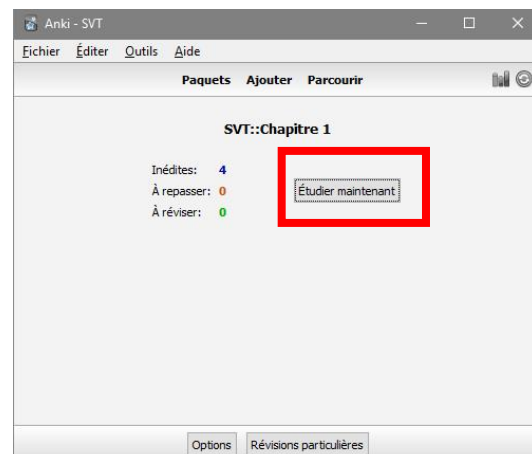 Anki - SVT
Fichier Éditer Outils Aide
Paquets Ajouter Parcourir
SVT::Chapitre 1
Inédites: 4
À repasser: 0 Étudier maintenant
À réviser: 0
Options Révisions particulières